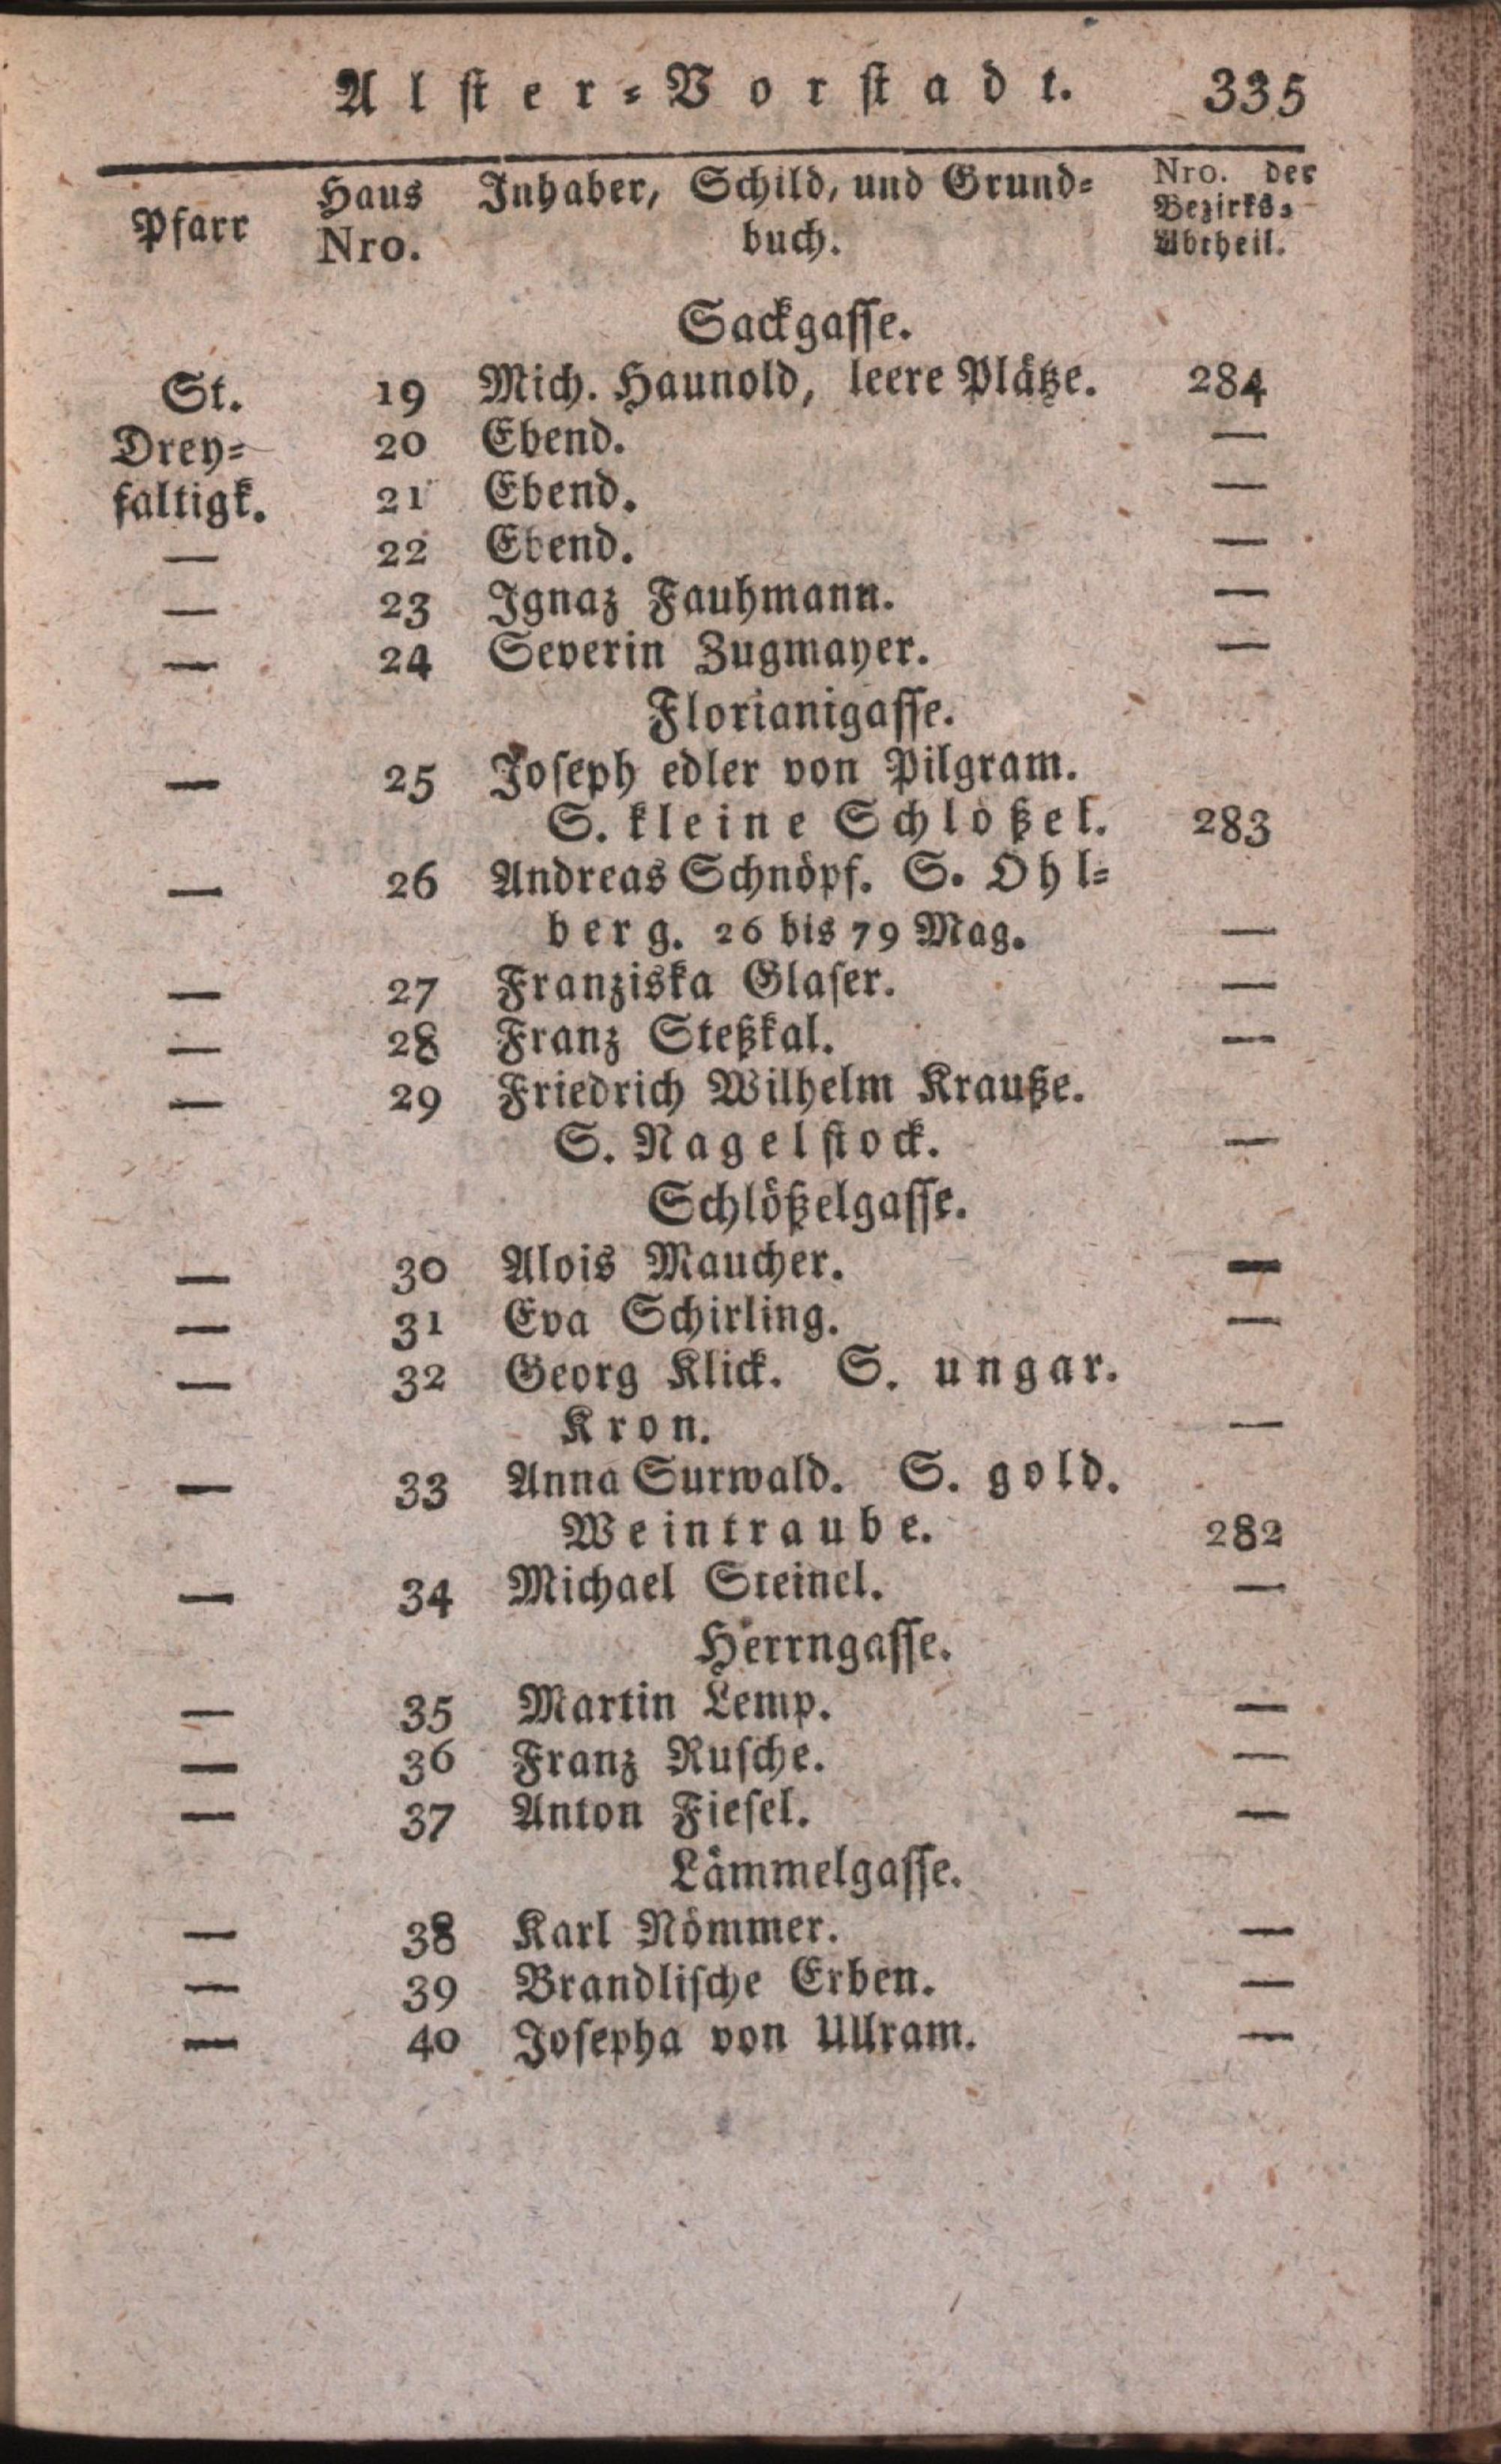 Alster-Vorstadt. 335
Pfarr Haus Nro. Inhaber, Schild, und Grund-
buch. Nro. der Bezirks-Abtheil.
Sackgasse.
St. 19 Mich. Haunold, leere Plätze. 284
Drey- 20 Ebend. —
faltigk. 21 Ebend. —
— 22 Ebend. —
— 23 Ignaz Fauhmann. —
— 24 Severin Zugmayer. —
Florianigasse.
— 25 Joseph edler von Pilgram.
S. kleine Schlößel. 283
— 26 Andreas Schnöpf. S. Ohl-
berg. 26 bis 79 Mag. —
— 27 Franziska Glaser. —
— 28 Franz Steßkal. —
— 29 Friedrich Wilhelm Krauße.
S. Nagelstock. —
Schlößelgasse.
— 30 Alois Maucher. —
— 31 Eva Schirling. —
— 32 Georg Klick. S. ungar.
Kron. —
— 33 Anna Surwald. S. gold.
Weintraube. 282
— 34 Michael Steinel. —
Herrngasse.
— 35 Martin Lemp. —
— 36 Franz Rusche. —
— 37 Anton Fiesel. —
Lämmelgasse.
— 38 Karl Nömmer. —
— 39 Brandlische Erben. —
— 40 Josepha von Ullram. —